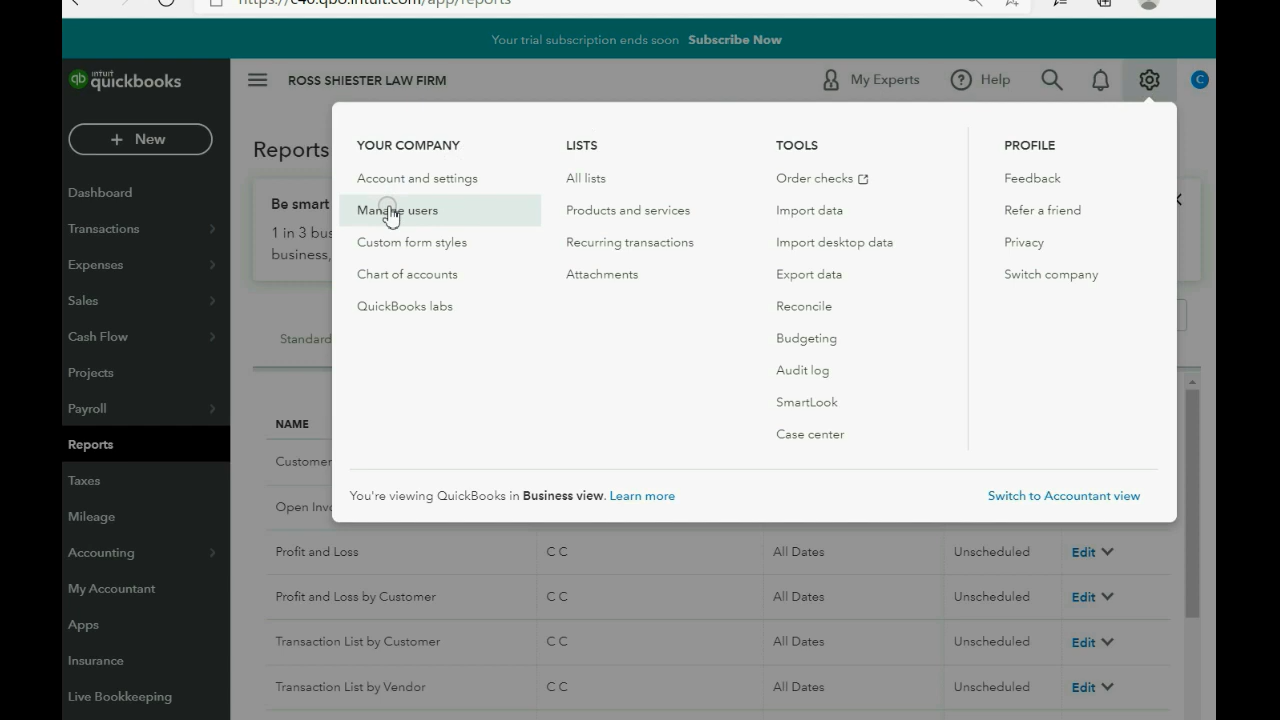 https://c40.qbo.intuit.com/app/reports
Your trial subscription ends soon Subscribe Now
intuit
quickbooks
ROSS SHIESTER LAW FIRM
My Experts
Help
C
+ New
Dashboard
Transactions
Expenses
Sales
Cash Flow
Projects
Payroll
Reports
Taxes
Mileage
Accounting
My Accountant
Apps
Insurance
Live Bookkeeping
Reports
Be smart
1 in 3 bus
business,
Standard
YOUR COMPANY
Account and settings
Manage users
Custom form styles
Chart of accounts
QuickBooks labs
LISTS
All lists
Products and services
Recurring transactions
Attachments
TOOLS
Order checks
Import data
Import desktop data
Export data
Reconcile
Budgeting
Audit log
SmartLook
Case center
PROFILE
Feedback
Refer a friend
Privacy
Switch company
You're viewing QuickBooks in Business view. Learn more
Switch to Accountant view
NAME
Customer
Open Invo
Profit and Loss C C All Dates Unscheduled Edit
Profit and Loss by Customer C C All Dates Unscheduled Edit
Transaction List by Customer C C All Dates Unscheduled Edit
Transaction List by Vendor C C All Dates Unscheduled Edit